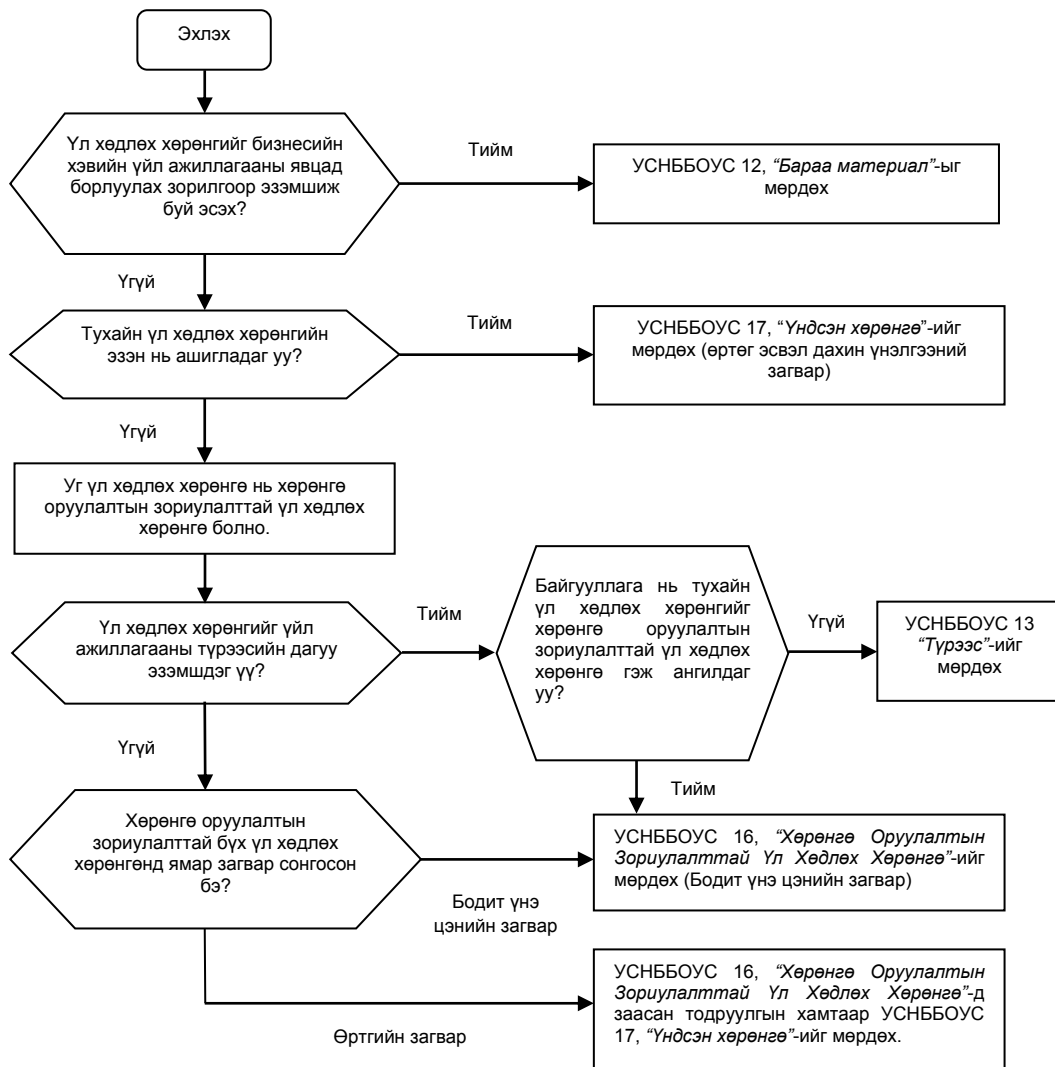 Эхлэх
Үл хөдлөх хөрөнгийг бизнесийн
хэвийн үйл ажиллагааны явцад
борлуулах зорилгоор эзэмшиж
буй эсэх?
Тийм
УСНББОУС 12, “Бараа материал”-ыг
мөрдөх
Үгүй
Тухайн үл хөдлөх хөрөнгийн
эзэн нь ашигладаг уу?
Тийм
УСНББОУС 17, “Үндсэн хөрөнгө”-ийг
мөрдөх (өртөг эсвэл дахин үнэлгээний
загвар)
Үгүй
Уг үл хөдлөх хөрөнгө нь хөрөнгө
оруулалтын зориулалттай үл хөдлөх
хөрөнгө болно.
Үл хөдлөх хөрөнгийг үйл
ажиллагааны түрээсийн дагуу
эзэмшдэг үү?
Тийм
Байгууллага нь тухайн
үл хөдлөх хөрөнгийг
хөрөнгө оруулалтын
зориулалттай үл хөдлөх
хөрөнгө гэж ангилдаг
уу?
Үгүй
УСНББОУС 13
“Түрээс”-ийг
мөрдөх
Үгүй
Тийм
Хөрөнгө оруулалтын
зориулалттай бүх үл хөдлөх
хөрөнгөнд ямар загвар сонгосон
бэ?
Бодит үнэ
цэнийн загвар
УСНББОУС 16, “Хөрөнгө Оруулалтын
Зориулалттай Үл Хөдлөх Хөрөнгө”-ийг
мөрдөх (Бодит үнэ цэнийн загвар)
Өртгийн загвар
УСНББОУС 16, “Хөрөнгө Оруулалтын
Зориулалттай Үл Хөдлөх Хөрөнгө”-д
заасан тодруулгын хамтаар УСНББОУС
17, “Үндсэн хөрөнгө”-ийг мөрдөх.